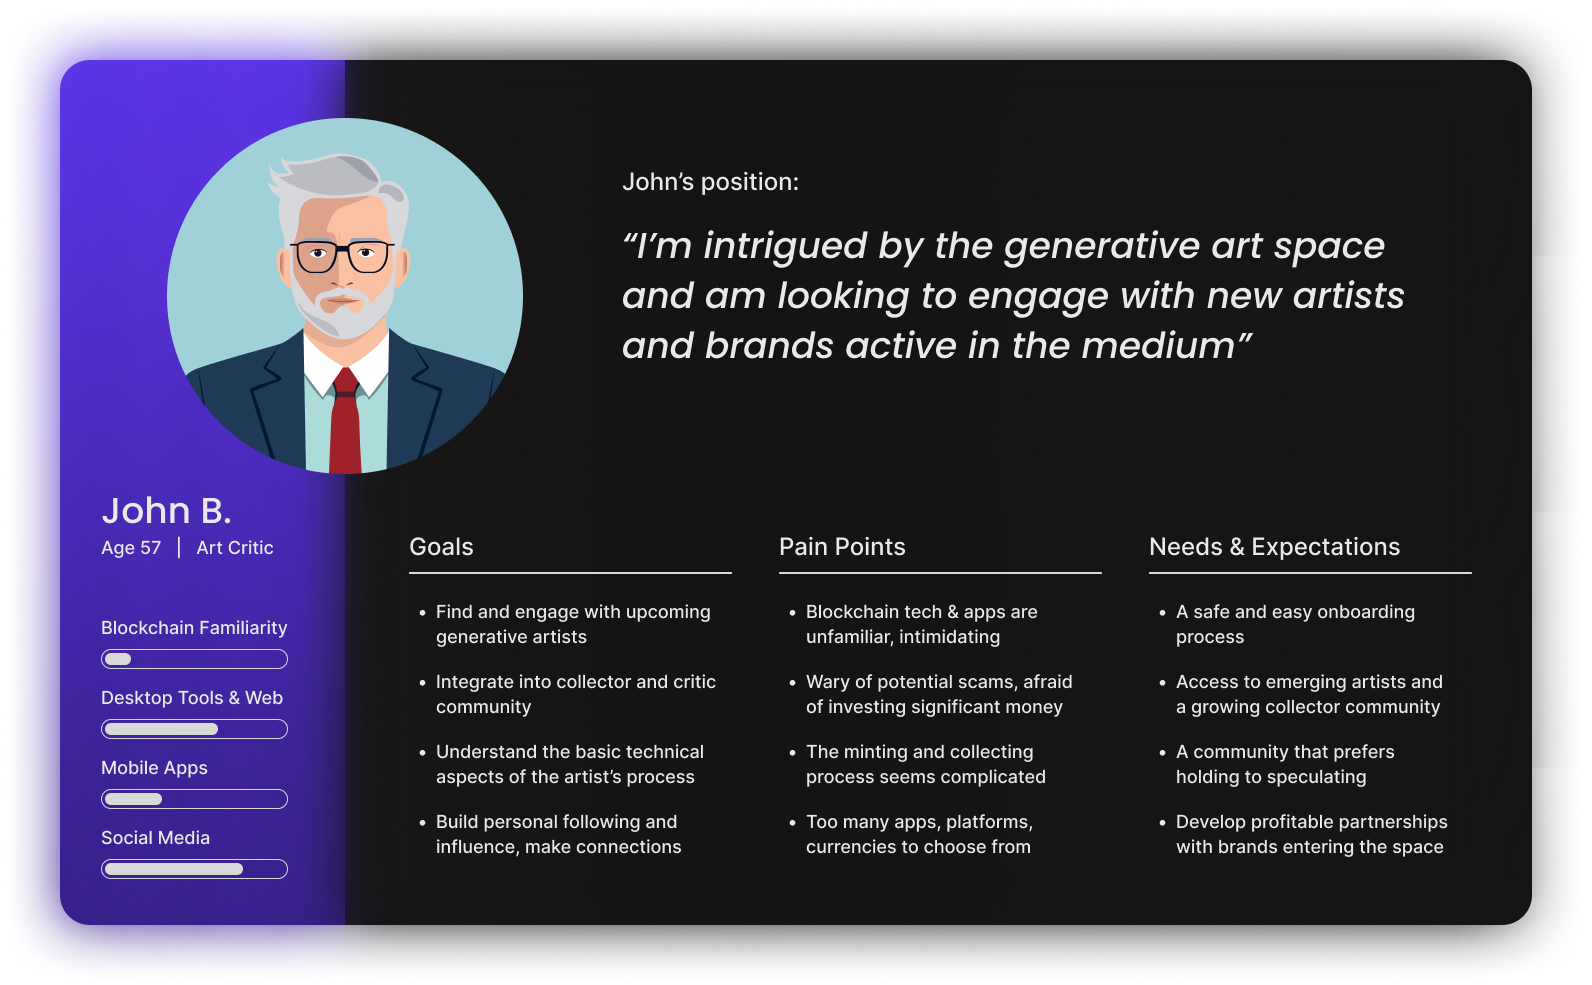 John's position:
“I'm intrigued by the generative art space
and am looking to engage with new artists
and brands active in the medium”
John B.
Age 57 | Art Critic
Blockchain Familiarity
Desktop Tools & Web
Mobile Apps
Social Media
Goals
• Find and engage with upcoming
generative artists
• Integrate into collector and critic
community
• Understand the basic technical
aspects of the artist's process
• Build personal following and
influence, make connections
Pain Points
• Blockchain tech & apps are
unfamiliar, intimidating
• Wary of potential scams, afraid
of investing significant money
• The minting and collecting
process seems complicated
• Too many apps, platforms,
currencies to choose from
Needs & Expectations
• A safe and easy onboarding
process
• Access to emerging artists and
a growing collector community
• A community that prefers
holding to speculating
• Develop profitable partnerships
with brands entering the space